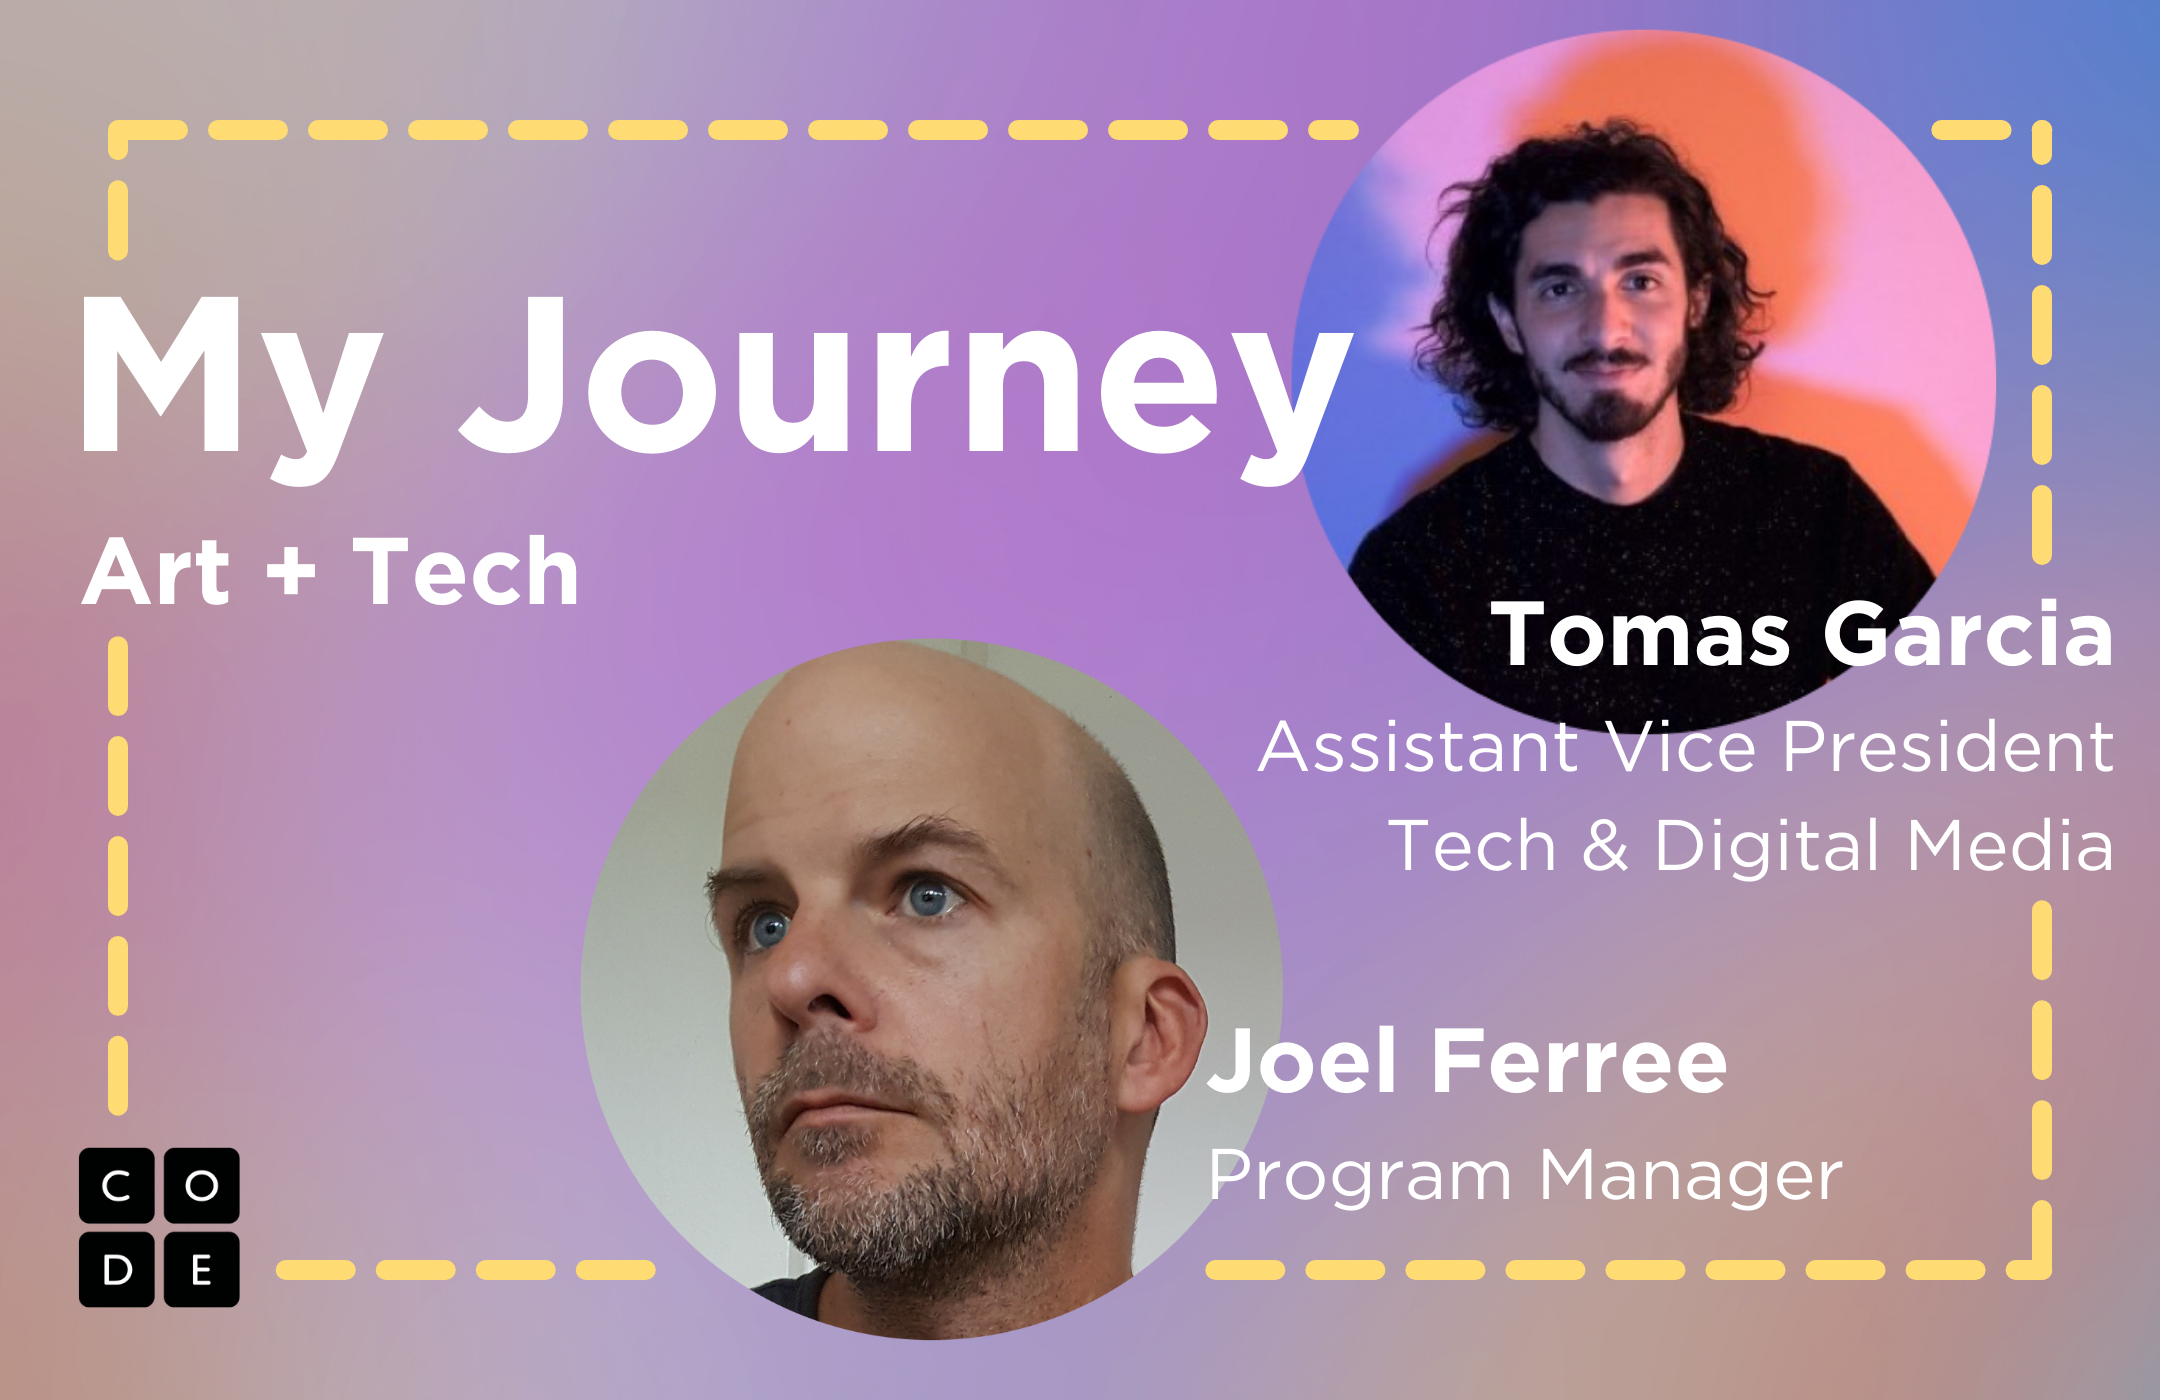 My Journey
Art + Tech
Tomas Garcia
Assistant Vice President
Tech & Digital Media
Joel Ferree
Program Manager
C O
D E